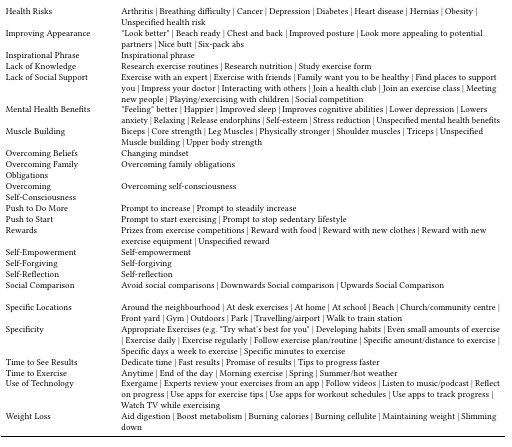 Health Risks Arthritis | Breathing difficulty | Cancer | Depression | Diabetes | Heart disease | Hernias | Obesity |
Unspecified health risk
Improving Appearance "Look better" | Beach ready | Chest and back | Improved posture | Look more appealing to potential
partners | Nice butt | Six-pack abs
Inspirational Phrase Inspirational phrase
Lack of Knowledge Research exercise routines | Research nutrition | Study exercise form
Lack of Social Support Exercise with an expert | Exercise with friends | Family want you to be healthy | Find places to support
you | Impress your doctor | Interacting with others | Join a health club | Join an exercise class | Meeting
new people | Playing/exercising with children | Social competition
Mental Health Benefits "Feeling" better | Happier | Improved sleep | Improves cognitive abilities | Lower depression | Lowers
anxiety | Relaxing | Release endorphins | Self-esteem | Stress reduction | Unspecified mental health benefits
Muscle Building Biceps | Core strength | Leg Muscles | Physically stronger | Shoulder muscles | Triceps | Unspecified
Muscle building | Upper body strength
Overcoming Beliefs Changing mindset
Overcoming Family Overcoming family obligations
Obligations
Overcoming Overcoming self-consciousness
Self-Consciousness
Push to Do More Prompt to increase | Prompt to steadily increase
Push to Start Prompt to start exercising | Prompt to stop sedentary lifestyle
Rewards Prizes from exercise competitions | Reward with food | Reward with new clothes | Reward with new
exercise equipment | Unspecified reward
Self-Empowerment Self-empowerment
Self-Forgiving Self-forgiving
Self-Reflection Self-reflection
Social Comparison Avoid social comparisons | Downwards Social comparison | Upwards Social Comparison
Specific Locations Around the neighbourhood | At desk exercises | At home | At school | Beach | Church/community centre |
Front yard | Gym | Outdoors | Park | Travelling/airport | Walk to train station
Specificity Appropriate Exercises (e.g. "Try what's best for you" | Developing habits | Even small amounts of exercise
| Exercise daily | Exercise regularly | Follow exercise plan/routine | Specific amount/distance to exercise |
Specific days a week to exercise | Specific minutes to exercise
Time to See Results Dedicate time | Fast results | Promise of results | Tips to progress faster
Time to Exercise Anytime | End of the day | Morning exercise | Spring | Summer/hot weather
Use of Technology Exergame | Experts review your exercises from an app | Follow videos | Listen to music/podcast | Reflect
on progress | Use apps for exercise tips | Use apps for workout schedules | Use apps to track progress |
Watch TV while exercising
Weight Loss Aid digestion | Boost metabolism | Burning calories | Burning cellulite | Maintaining weight | Slimming
down